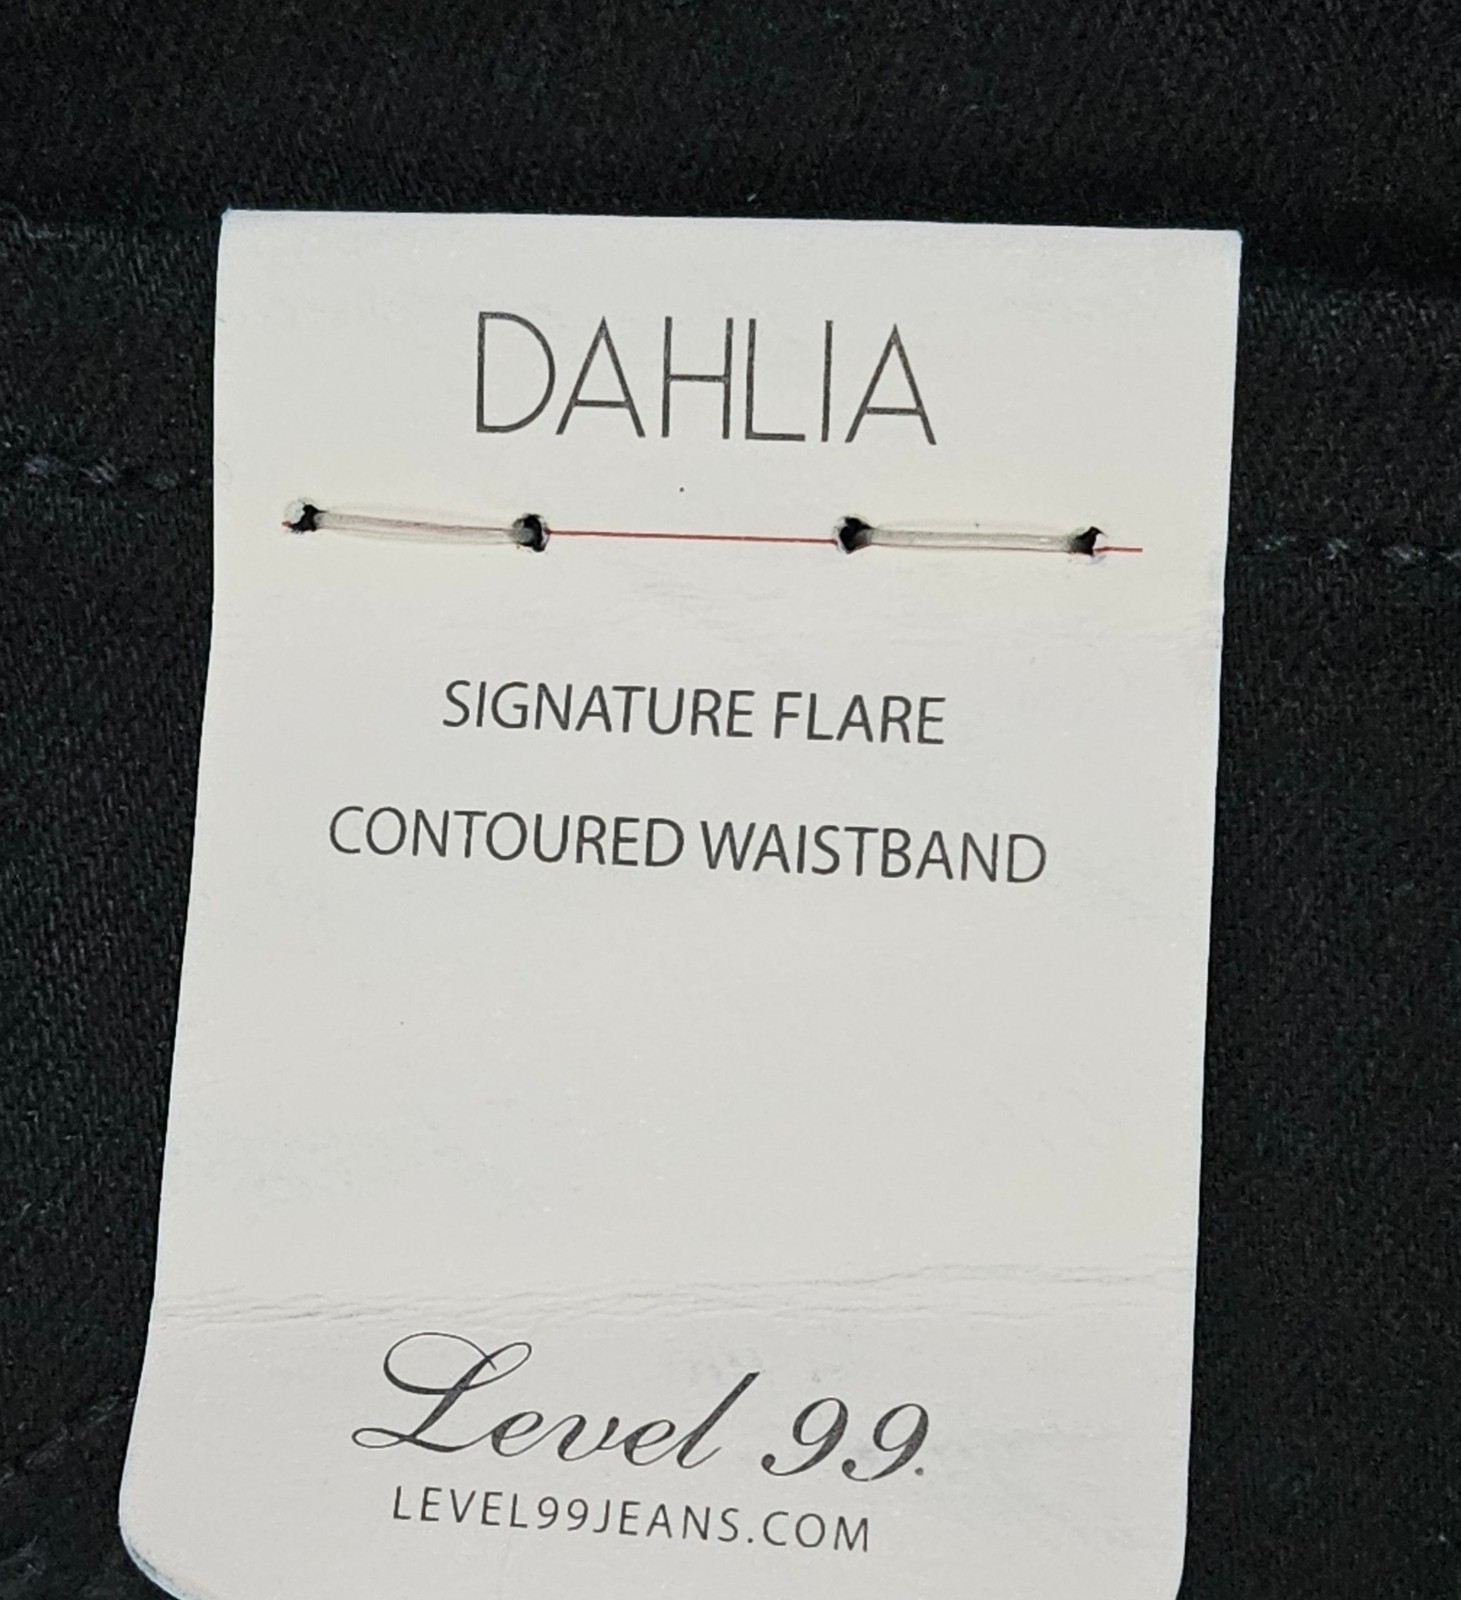 DAHLIA
SIGNATURE FLARE
CONTOURED WAISTBAND
Level 99.
LEVEL99JEANS.COM